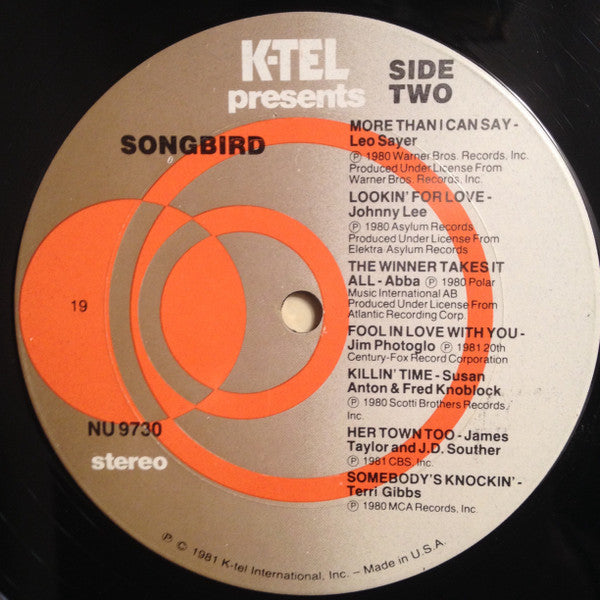 K-TEL
presents
SIDE
TWO
SONGBIRD
MORE THAN I CAN SAY -
Leo Sayer
Ⓟ 1980 Warner Bros. Records, Inc.
Produced Under License From
Warner Bros. Records, Inc.
LOOKIN' FOR LOVE -
Johnny Lee
Ⓟ 1980 Asylum Records
Produced Under License From
Elektra Asylum Records
THE WINNER TAKES IT
ALL - Abba Ⓟ 1980 Polar
Music International AB
Produced Under License From
Atlantic Recording Corp.
FOOL IN LOVE WITH YOU -
Jim Photoglo Ⓟ 1981 20th
Century-Fox Record Corporation
KILLIN' TIME - Susan
Anton & Fred Knoblock
Ⓟ 1980 Scotti Brothers Records,
Inc.
HER TOWN TOO - James
Taylor and J.D. Souther
Ⓟ 1981 CBS, Inc.
SOMEBODY'S KNOCKIN' -
Terri Gibbs
Ⓟ 1980 MCA Records, Inc.
19
NU 9730
stereo
Ⓟ © 1981 K-tel International, Inc. – Made in U.S.A.